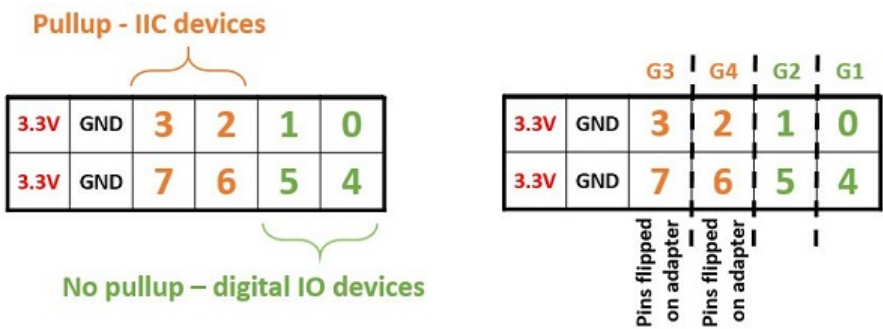 Pullup - IIC devices
3.3V GND 3 2 1 0
3.3V GND 7 6 5 4
No pullup – digital IO devices
G3 G4 G2 G1
3.3V GND 3 2 1 0
3.3V GND 7 6 5 4
Pins flipped
on adapter
Pins flipped
on adapter